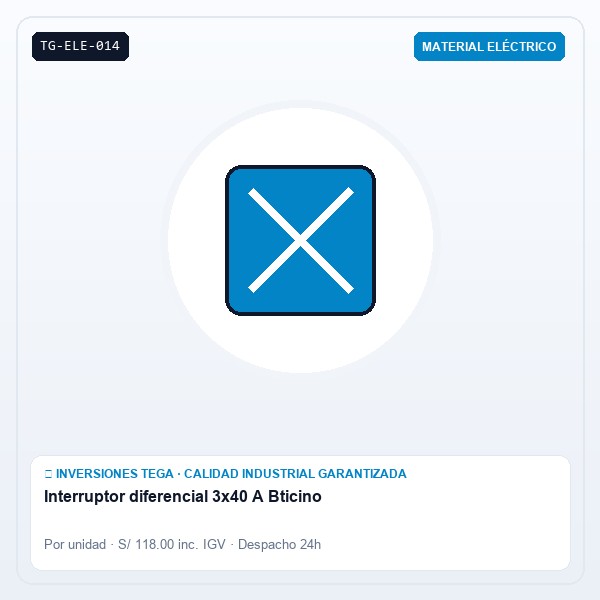 TG-ELE-014
MATERIAL ELÉCTRICO
INVERSIONES TEGA · CALIDAD INDUSTRIAL GARANTIZADA
Interruptor diferencial 3x40 A Bticino
Por unidad · S/ 118.00 inc. IGV · Despacho 24h